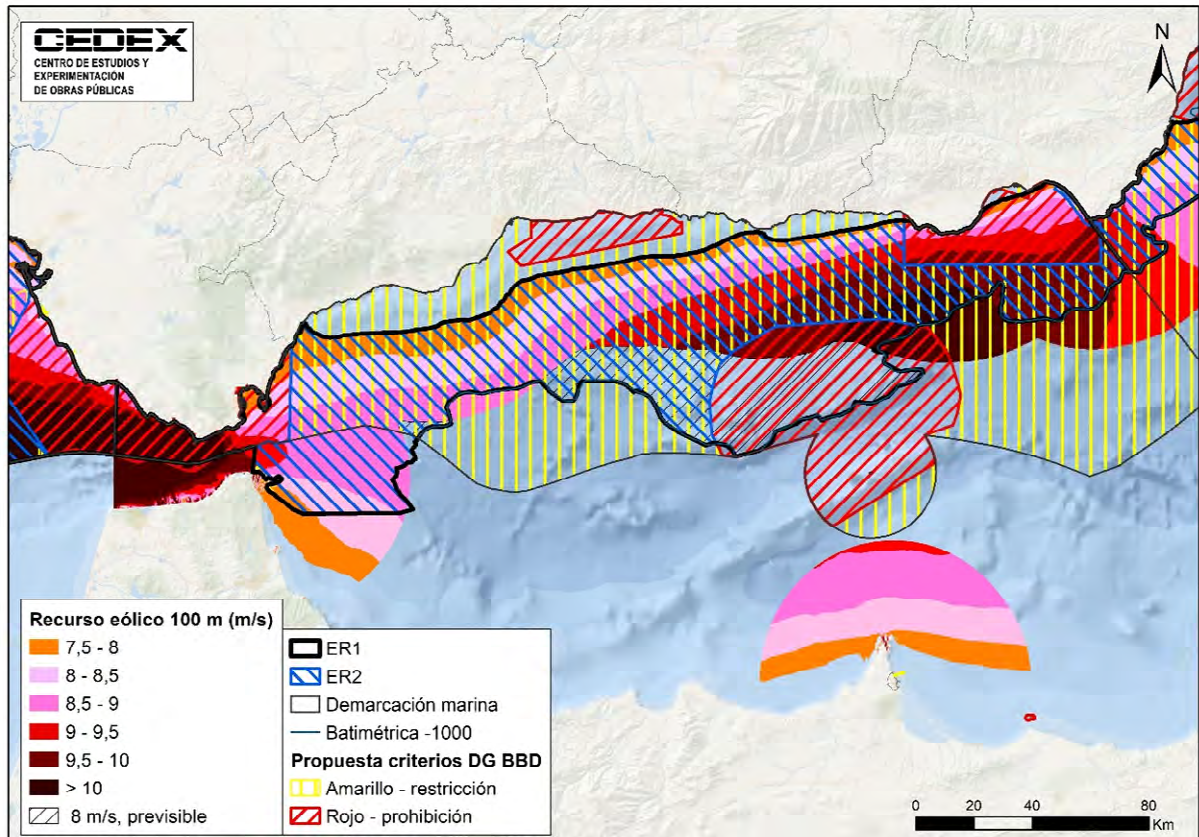 CEDEX
CENTRO DE ESTUDIOS Y
EXPERIMENTACIÓN
DE OBRAS PÚBLICAS
N
Recurso eólico 100 m (m/s)
7,5 - 8
8 - 8,5
8,5 - 9
9 - 9,5
9,5 - 10
> 10
8 m/s, previsible
ER1
ER2
Demarcación marina
Batimétrica -1000
Propuesta criterios DG BBD
Amarillo - restricción
Rojo - prohibición
0 20 40 80
Km